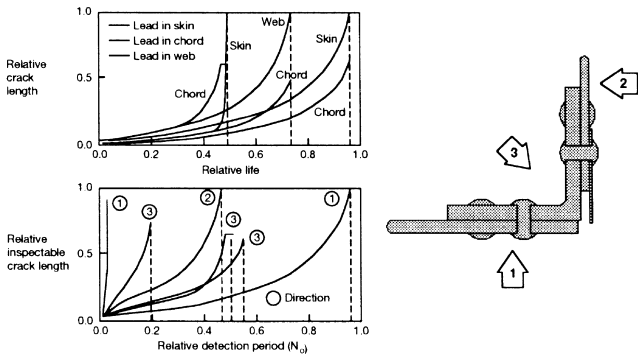 Relative
crack
length
1.0
0.5
0
Lead in skin
Lead in chord
Lead in web
Skin
Web
Skin
Chord
Chord
Chord
0.0 0.2 0.4 0.6 0.8 1.0
Relative life
Relative
inspectable
crack length
1.0
0.5
0
1
3
2
3
3
1
Direction
0.0 0.2 0.4 0.6 0.8 1.0
Relative detection period (No)
2
3
1